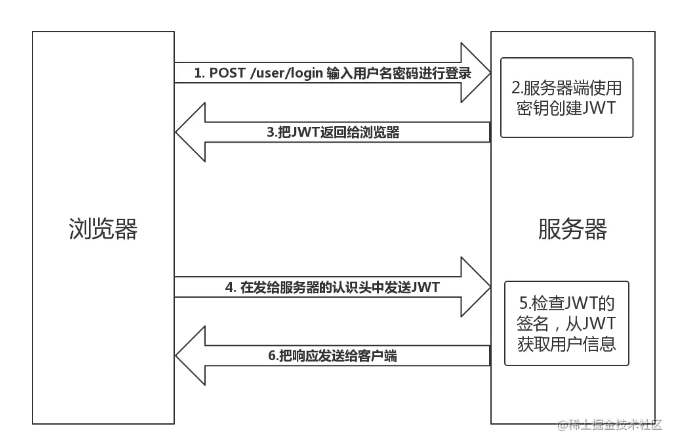 1. POST /user/login 输入用户名密码进行登录
2.服务器端使用
密钥创建JWT
3.把JWT返回给浏览器
浏览器
服务器
4. 在发给服务器的认识头中发送JWT
5.检查JWT的
签名，从JWT
获取用户信息
6.把响应发送给客户端
@稀土掘金技术社区